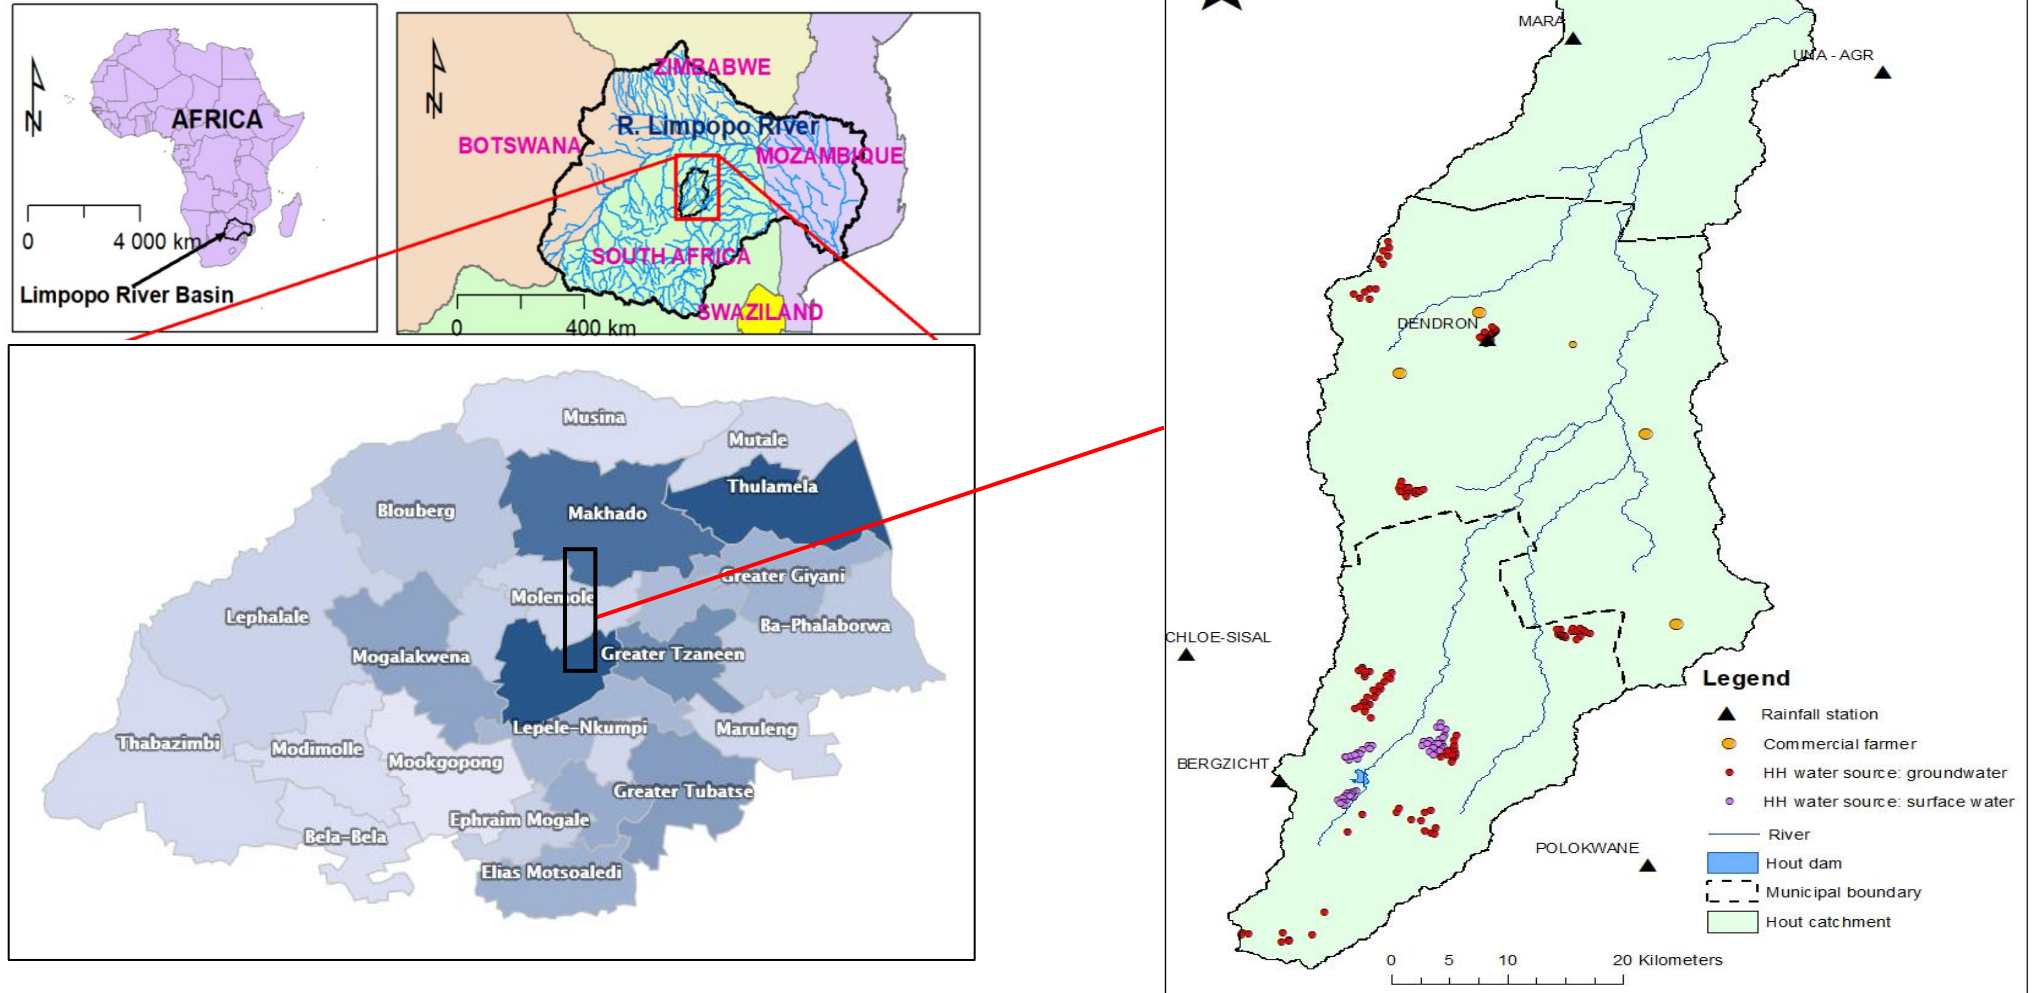 AFRICA
N
0 4 000 km
Limpopo River Basin
N
ZIMBABWE
R. Limpopo River
BOTSWANA
MOZAMBIQUE
SOUTH AFRICA
SWAZILAND
0 400 km
Musina
Mutale
Thulamela
Blouberg
Makhado
Greater Giyani
Molemole
Lephalale
Ba-Phalaborwa
Mogalakwena
Greater Tzaneen
Lepele-Nkumpi
Maruleng
Thabazimbi
Modimolle
Mookgopong
Greater Tubatse
Ephraim Mogale
Bela-Bela
Elias Motsoaledi
MARA
UNA - AGR
DENDRON
CHLOE-SISAL
BERGZICHT
POLOKWANE
Legend
Rainfall station
Commercial farmer
HH water source: groundwater
HH water source: surface water
River
Hout dam
Municipal boundary
Hout catchment
0 5 10 20 Kilometers